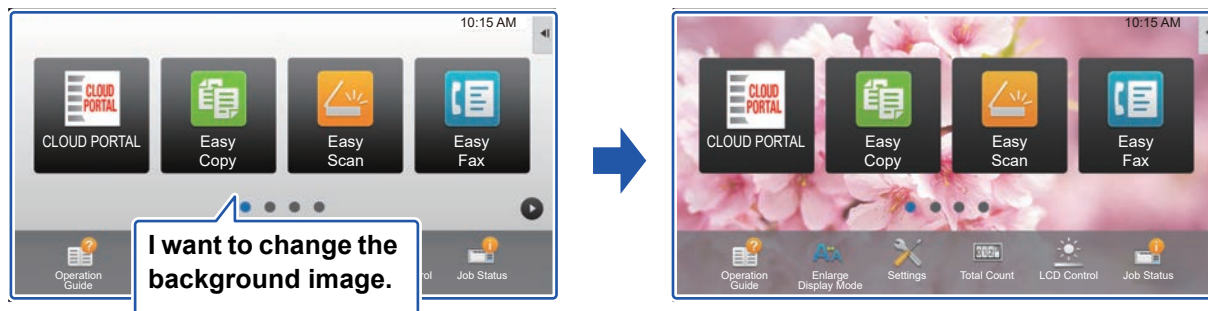 10:15 AM
CLOUD
PORTAL
CLOUD PORTAL
Easy
Copy
Easy
Scan
Easy
Fax
I want to change the
background image.
Operation
Guide
rol
Job Status
10:15 AM
CLOUD
PORTAL
CLOUD PORTAL
Easy
Copy
Easy
Scan
Easy
Fax
Operation
Guide
Enlarge
Display Mode
Settings
Total Count
LCD Control
Job Status